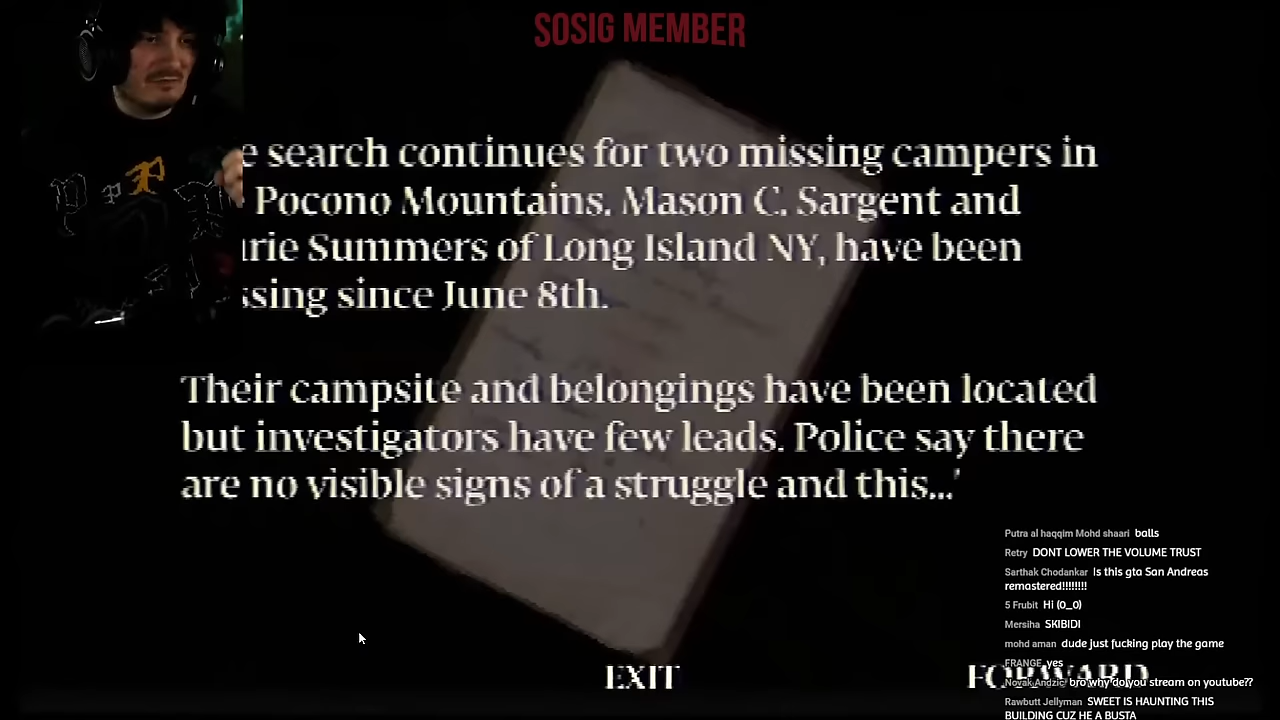 SOSIG MEMBER
e search continues for two missing campers in
Pocono Mountains. Mason C. Sargent and
rie Summers of Long Island NY, have been
ssing since June 8th.
Their campsite and belongings have been located
but investigators have few leads. Police say there
are no visible signs of a struggle and this...'
Putra al haqqim Mohd shaari balls
Retry DONT LOWER THE VOLUME TRUST
Sarthak Chodankar Is this gta San Andreas
remastered!!!!!!!!
5 Frubit Hi (0_0)
Mersiha SKIBIDI
mohd aman dude just fucking play the game
FRANGE yes
EXIT
FORWARD
Novak Andzic bro why do you stream on youtube??
Rawbutt Jellyman SWEET IS HAUNTING THIS
BUILDING CUZ HE A BUSTA